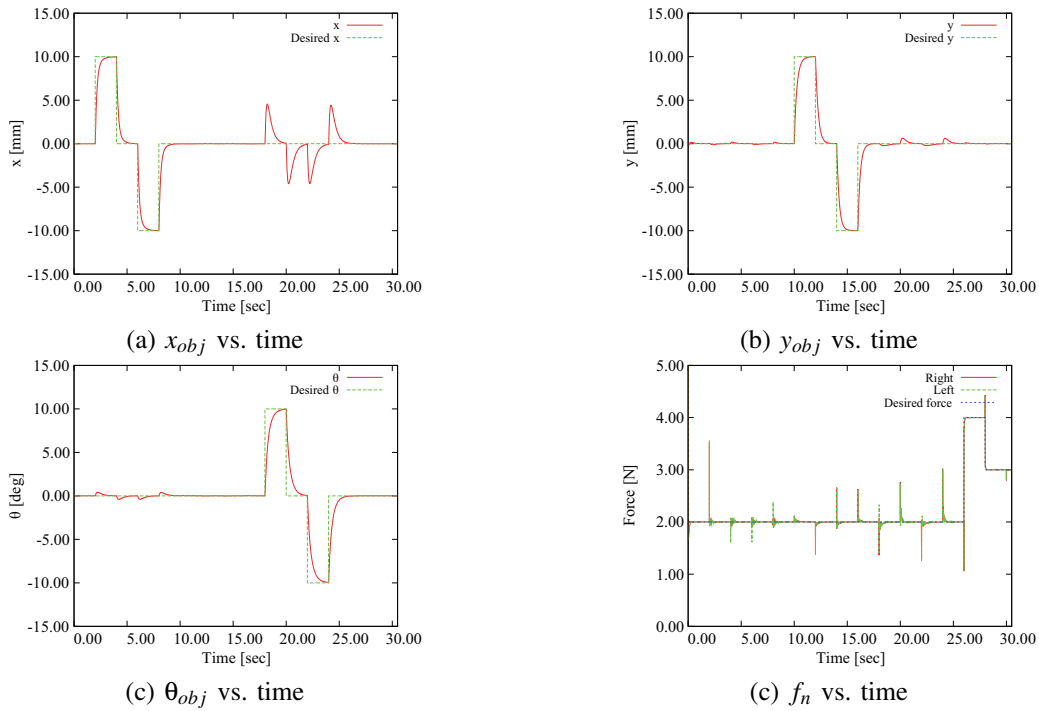 x
Desired x
15.00
10.00
5.00
0.00
-5.00
-10.00
-15.00
x [mm]
0.00 5.00 10.00 15.00 20.00 25.00 30.00
Time [sec]
(a) x_obj vs. time
y
Desired y
15.00
10.00
5.00
0.00
-5.00
-10.00
-15.00
y [mm]
0.00 5.00 10.00 15.00 20.00 25.00 30.00
Time [sec]
(b) y_obj vs. time
θ
Desired θ
15.00
10.00
5.00
0.00
-5.00
-10.00
-15.00
θ [deg]
0.00 5.00 10.00 15.00 20.00 25.00 30.00
Time [sec]
(c) θ_obj vs. time
Right
Left
Desired force
5.00
4.00
3.00
2.00
1.00
0.00
Force [N]
0.00 5.00 10.00 15.00 20.00 25.00 30.00
Time [sec]
(c) f_n vs. time